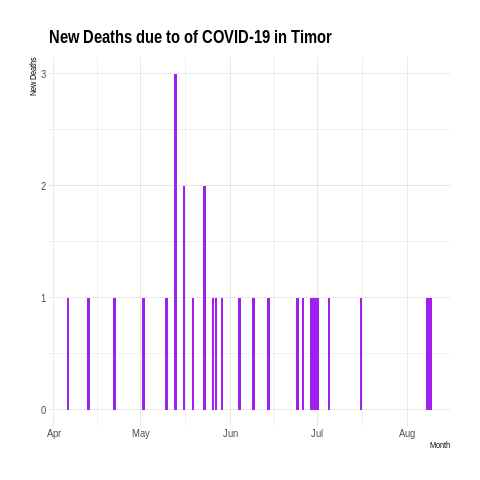 New Deaths due to of COVID-19 in Timor
New Deaths
3
2
1
0
Apr May Jun Jul Aug
Month